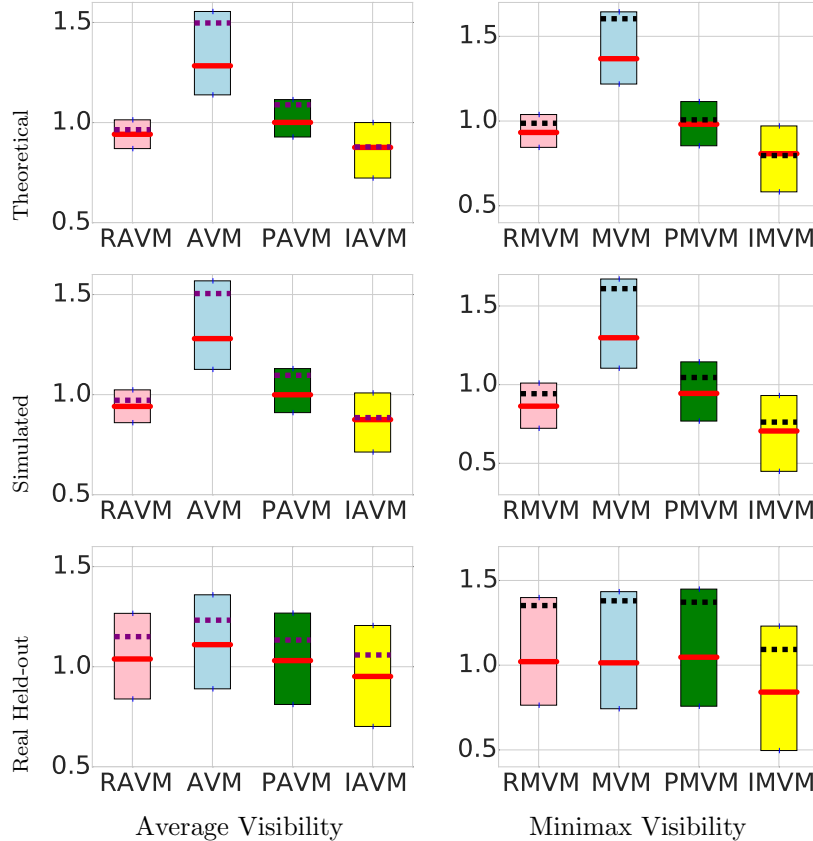 1.5
1.0
0.5
Theoretical
RAVM AVM PAVM IAVM
1.5
1.0
0.5
RMVM MVM PMVM IMVM
1.5
1.0
0.5
Simulated
RAVM AVM PAVM IAVM
1.5
1.0
0.5
RMVM MVM PMVM IMVM
1.5
1.0
0.5
Real Held-out
RAVM AVM PAVM IAVM
1.5
1.0
0.5
RMVM MVM PMVM IMVM
Average Visibility
Minimax Visibility